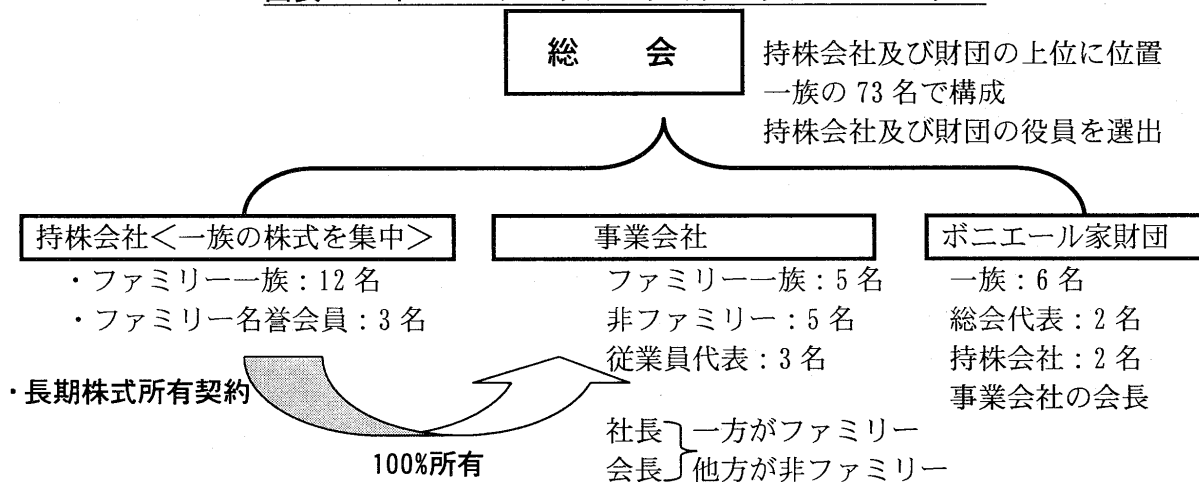 総　会
持株会社及び財団の上位に位置
一族の 73 名で構成
持株会社及び財団の役員を選出
持株会社＜一族の株式を集中＞
・ファミリー一族：12 名
・ファミリー名誉会員：3 名
・長期株式所有契約
100%所有
事業会社
ファミリー一族：5 名
非ファミリー：5 名
従業員代表：3 名
社長 一方がファミリー
会長 他方が非ファミリー
ボニエール家財団
一族：6 名
総会代表：2 名
持株会社：2 名
事業会社の会長